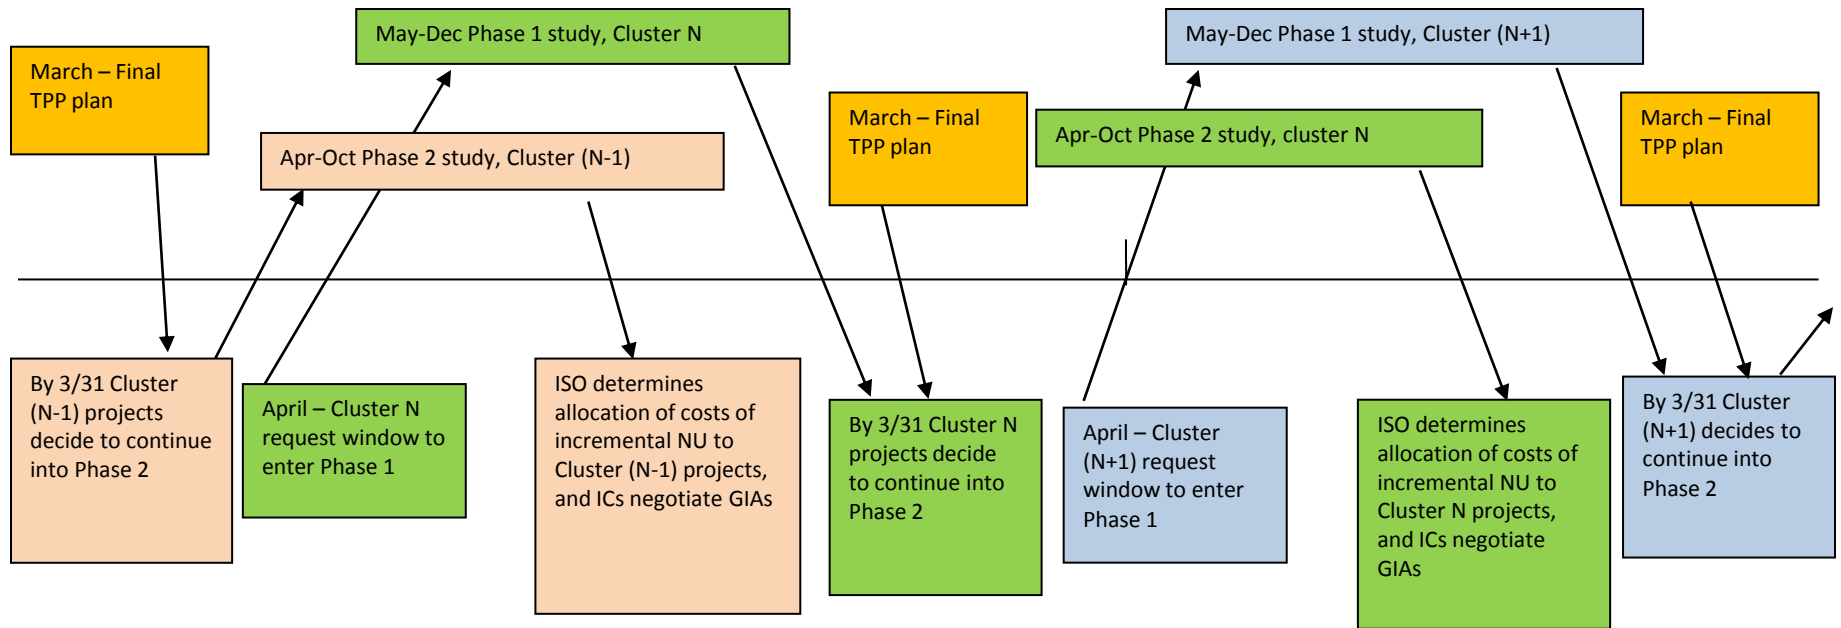 May-Dec Phase 1 study, Cluster N
May-Dec Phase 1 study, Cluster (N+1)
March – Final
TPP plan
March – Final
TPP plan
March – Final
TPP plan
Apr-Oct Phase 2 study, Cluster (N-1)
Apr-Oct Phase 2 study, cluster N
By 3/31 Cluster
(N-1) projects
decide to continue
into Phase 2
April – Cluster N
request window to
enter Phase 1
ISO determines
allocation of costs of
incremental NU to
Cluster (N-1) projects,
and ICs negotiate GIAs
By 3/31 Cluster N
projects decide
to continue into
Phase 2
April – Cluster
(N+1) request
window to enter
Phase 1
ISO determines
allocation of costs of
incremental NU to
Cluster N projects,
and ICs negotiate
GIAs
By 3/31 Cluster
(N+1) decides to
continue into
Phase 2